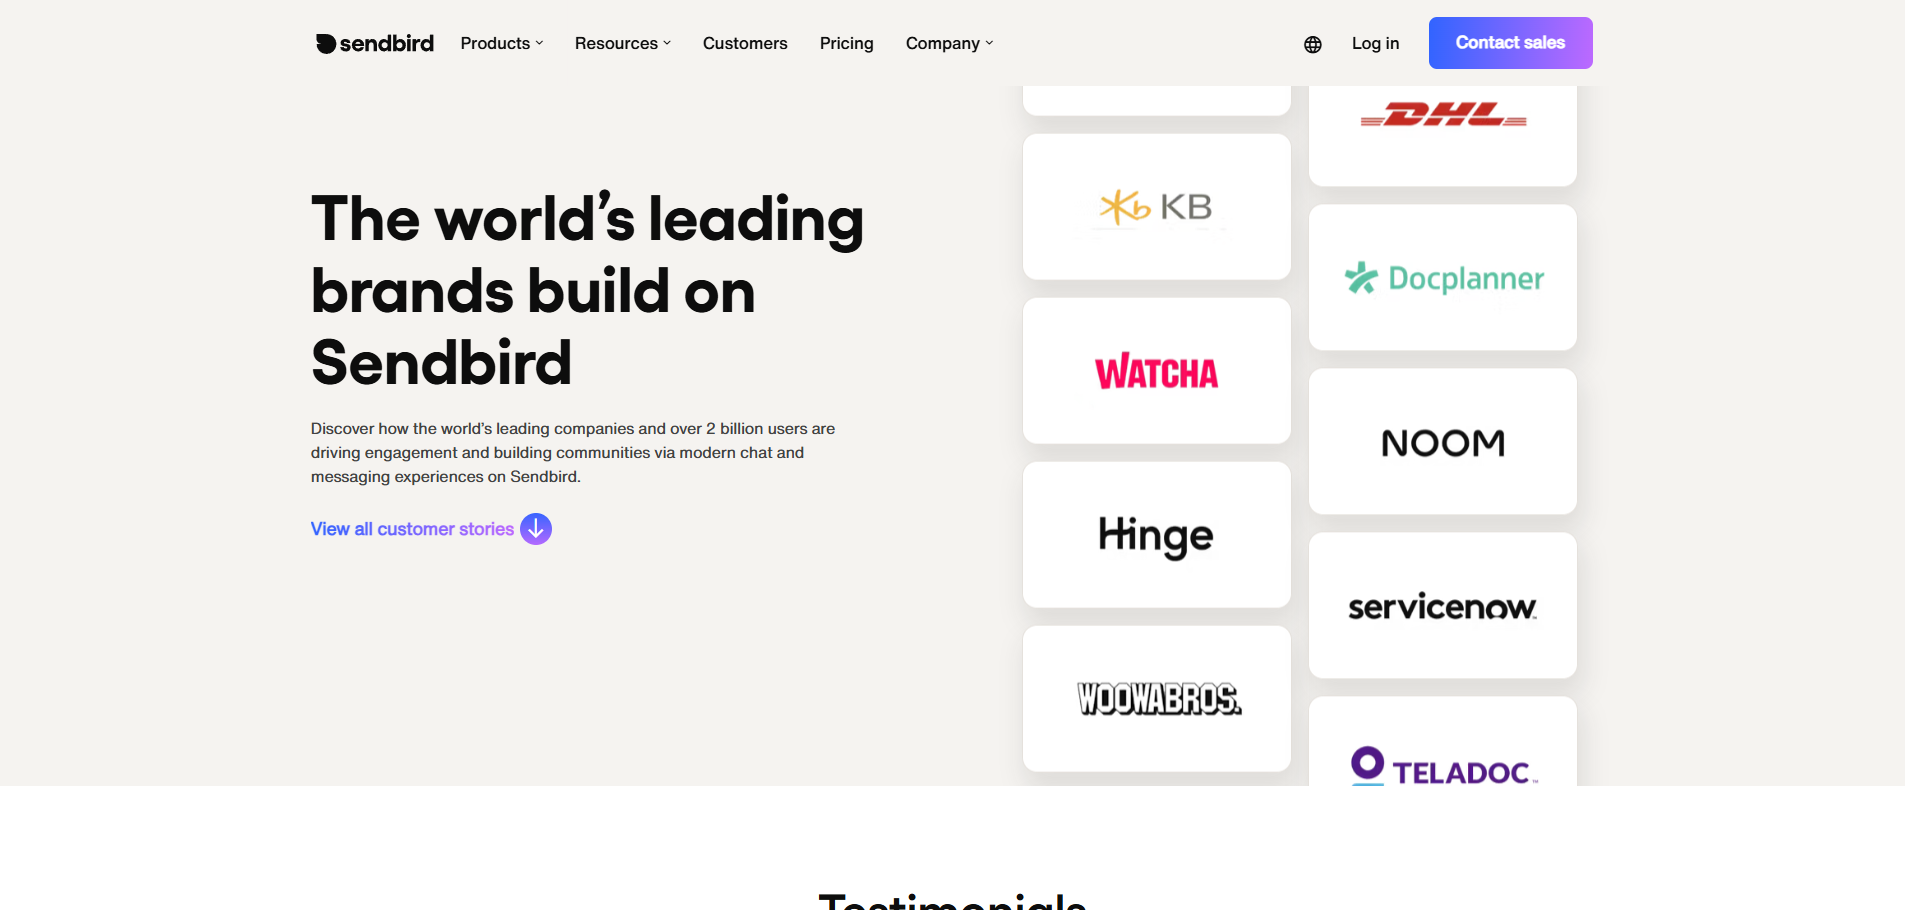 sendbird
Products
Resources
Customers
Pricing
Company
Log in
Contact sales
The world’s leading
brands build on
Sendbird
Discover how the world’s leading companies and over 2 billion users are
driving engagement and building communities via modern chat and
messaging experiences on Sendbird.
View all customer stories
KB
WATCHA
Hinge
WOOWABROS.
DHL
Docplanner
NOOM
servicenow
TELADOC™
Testimonials